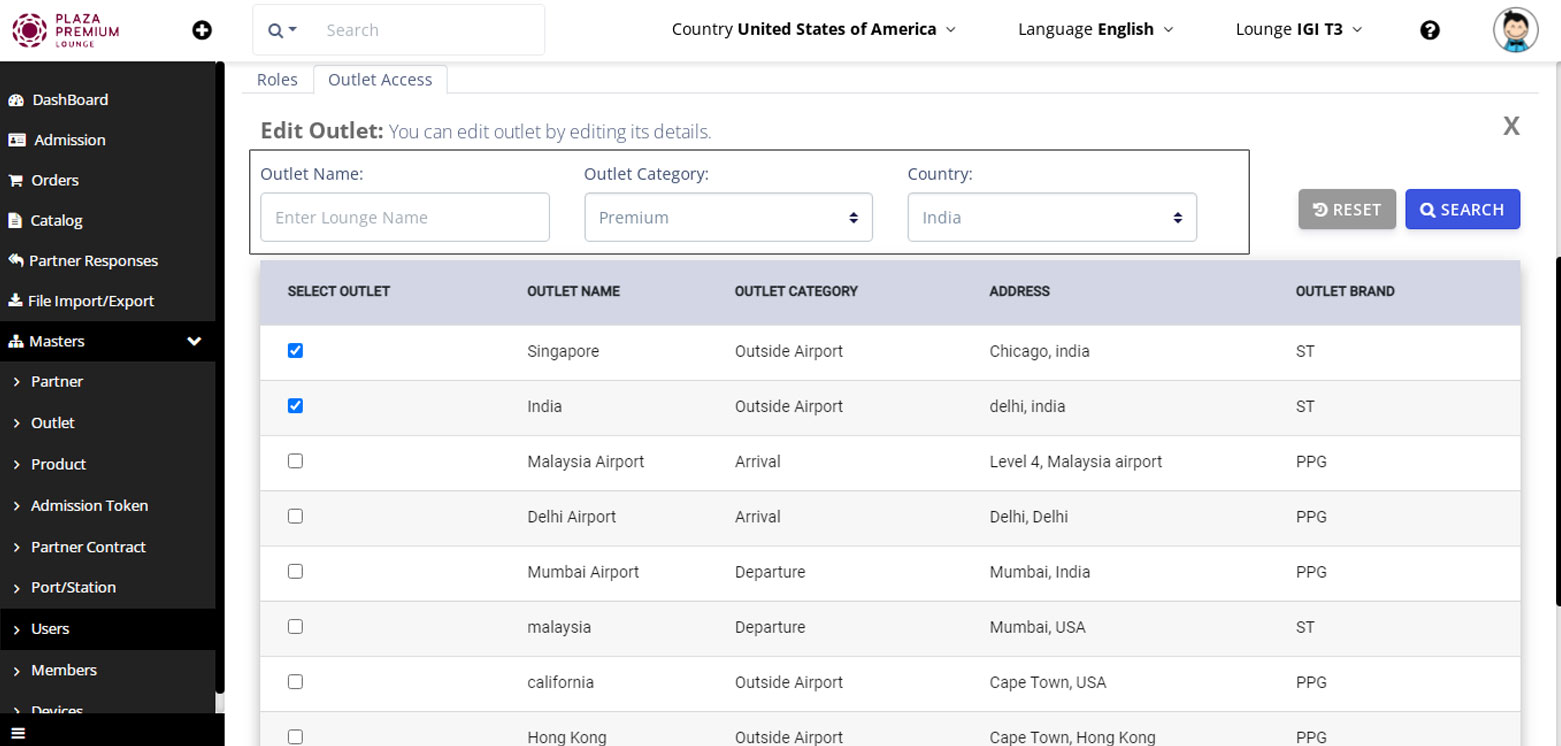 PLAZA
PREMIUM
LOUNGE
Search
Country United States of America
Language English
Lounge IGI T3
DashBoard
Admission
Orders
Catalog
Partner Responses
File Import/Export
Masters
Partner
Outlet
Product
Admission Token
Partner Contract
Port/Station
Users
Members
Devices
Roles
Outlet Access
Edit Outlet: You can edit outlet by editing its details.
X
Outlet Name:
Outlet Category:
Country:
Enter Lounge Name
Premium
India
RESET
SEARCH
SELECT OUTLET OUTLET NAME OUTLET CATEGORY ADDRESS OUTLET BRAND
Singapore Outside Airport Chicago, india ST
India Outside Airport delhi, india ST
Malaysia Airport Arrival Level 4, Malaysia airport PPG
Delhi Airport Arrival Delhi, Delhi PPG
Mumbai Airport Departure Mumbai, India PPG
malaysia Departure Mumbai, USA ST
california Outside Airport Cape Town, USA PPG
Hong Kong Outside Airport Cape Town, Hong Kong PPG